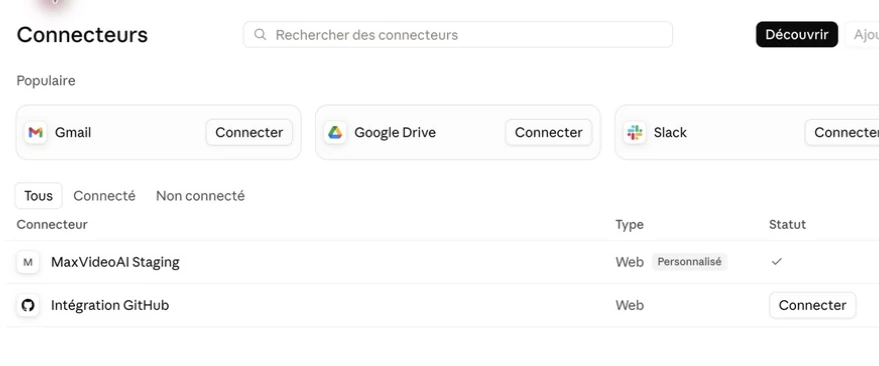 Connecteurs
Rechercher des connecteurs
Découvrir
Populaire
Gmail
Connecter
Google Drive
Connecter
Slack
Tous Connecté Non connecté
Connecteur Type Statut
M MaxVideoAI Staging Web Personnalisé
Intégration GitHub Web Connecter